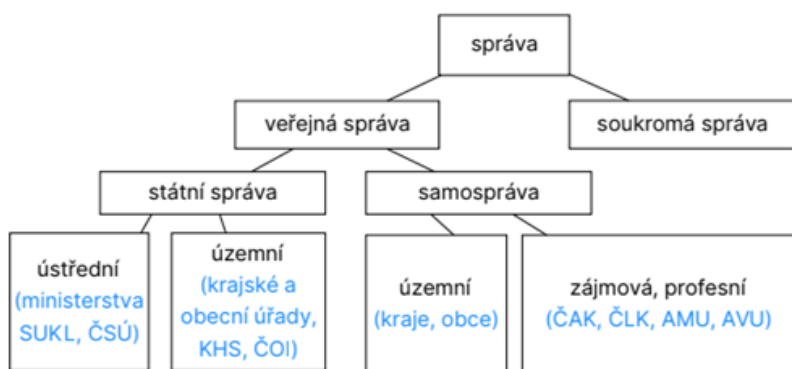 správa
veřejná správa
soukromá správa
státní správa
samospráva
ústřední
(ministerstva
SUKL, ČSÚ)
územní
(krajské a
obecní úřady,
KHS, ČOI)
územní
(kraje, obce)
zájmová, profesní
(ČAK, ČLK, AMU, AVU)